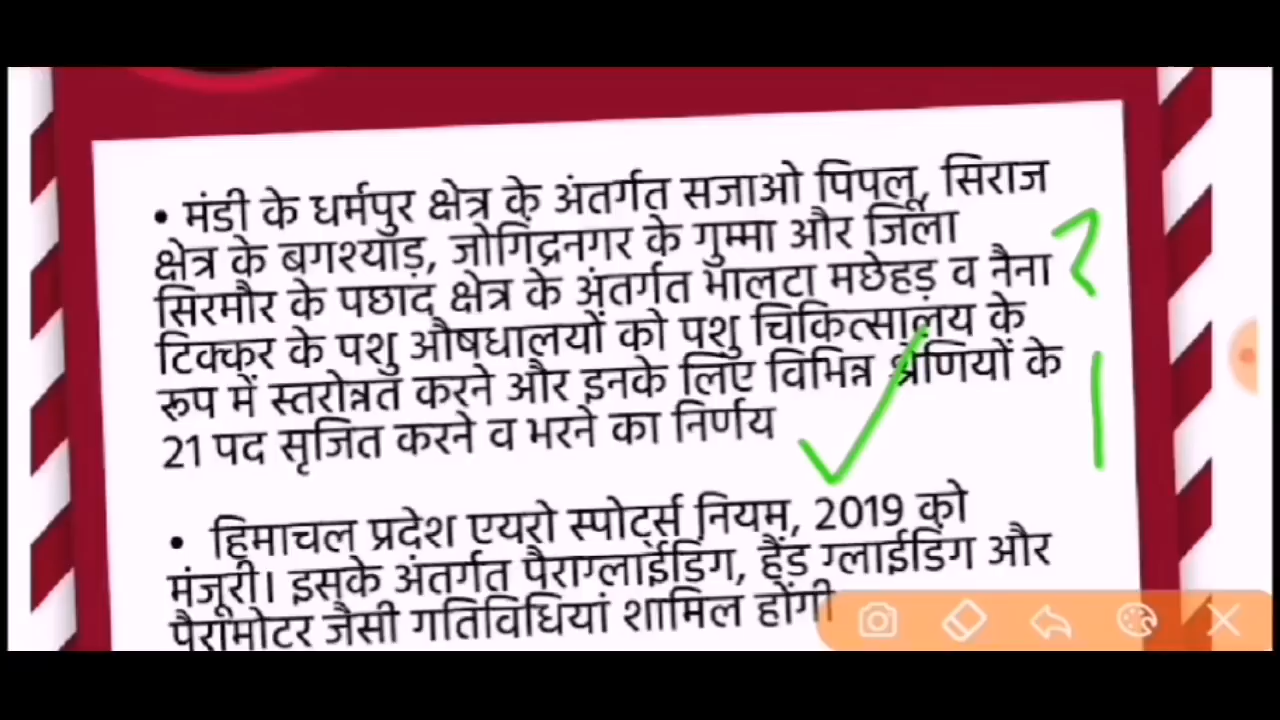 • मंडी के धर्मपुर क्षेत्र के अंतर्गत सजाओ पिपलू, सिराज
क्षेत्र के बगश्याड़, जोगिंद्रनगर के गुम्मा और जिला
सिरमौर के पछाद क्षेत्र के अंतर्गत भालटा मछेहड़ व नैना
टिक्कर के पशु औषधालयों को पशु चिकित्सालय के
रूप में स्तरोन्नत करने और इनके लिए विभिन्न श्रेणियों के
21 पद सृजित करने व भरने का निर्णय
• हिमाचल प्रदेश एयरो स्पोर्ट्स नियम, 2019 को
मंजूरी। इसके अंतर्गत पैराग्लाईडिंग, हैंड ग्लाईडिंग और
पैरामोटर जैसी गतिविधियां शामिल होंगी